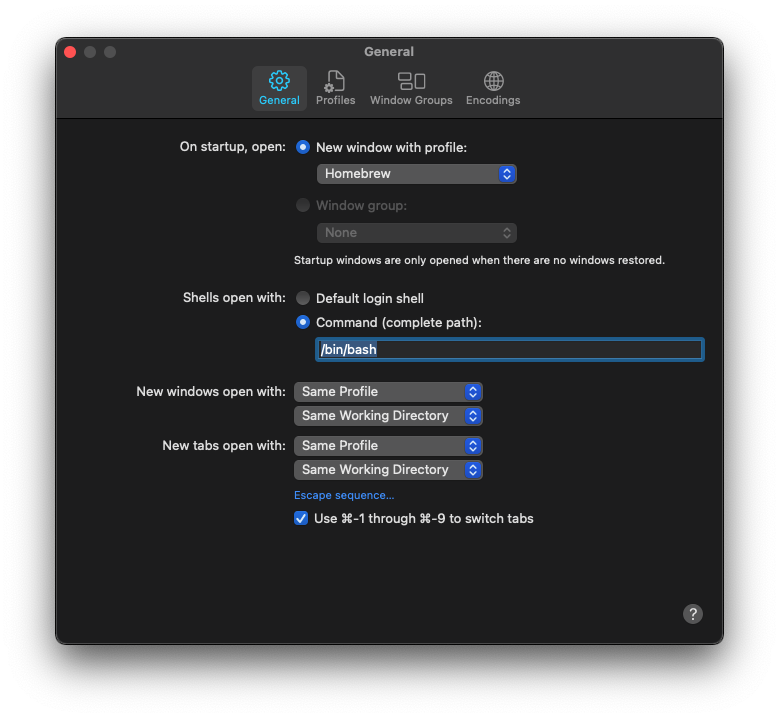 General
General Profiles Window Groups Encodings
On startup, open: New window with profile:
Homebrew
Window group:
None
Startup windows are only opened when there are no windows restored.
Shells open with: Default login shell
Command (complete path):
/bin/bash
New windows open with: Same Profile
Same Working Directory
New tabs open with: Same Profile
Same Working Directory
Escape sequence...
Use ⌘-1 through ⌘-9 to switch tabs
?